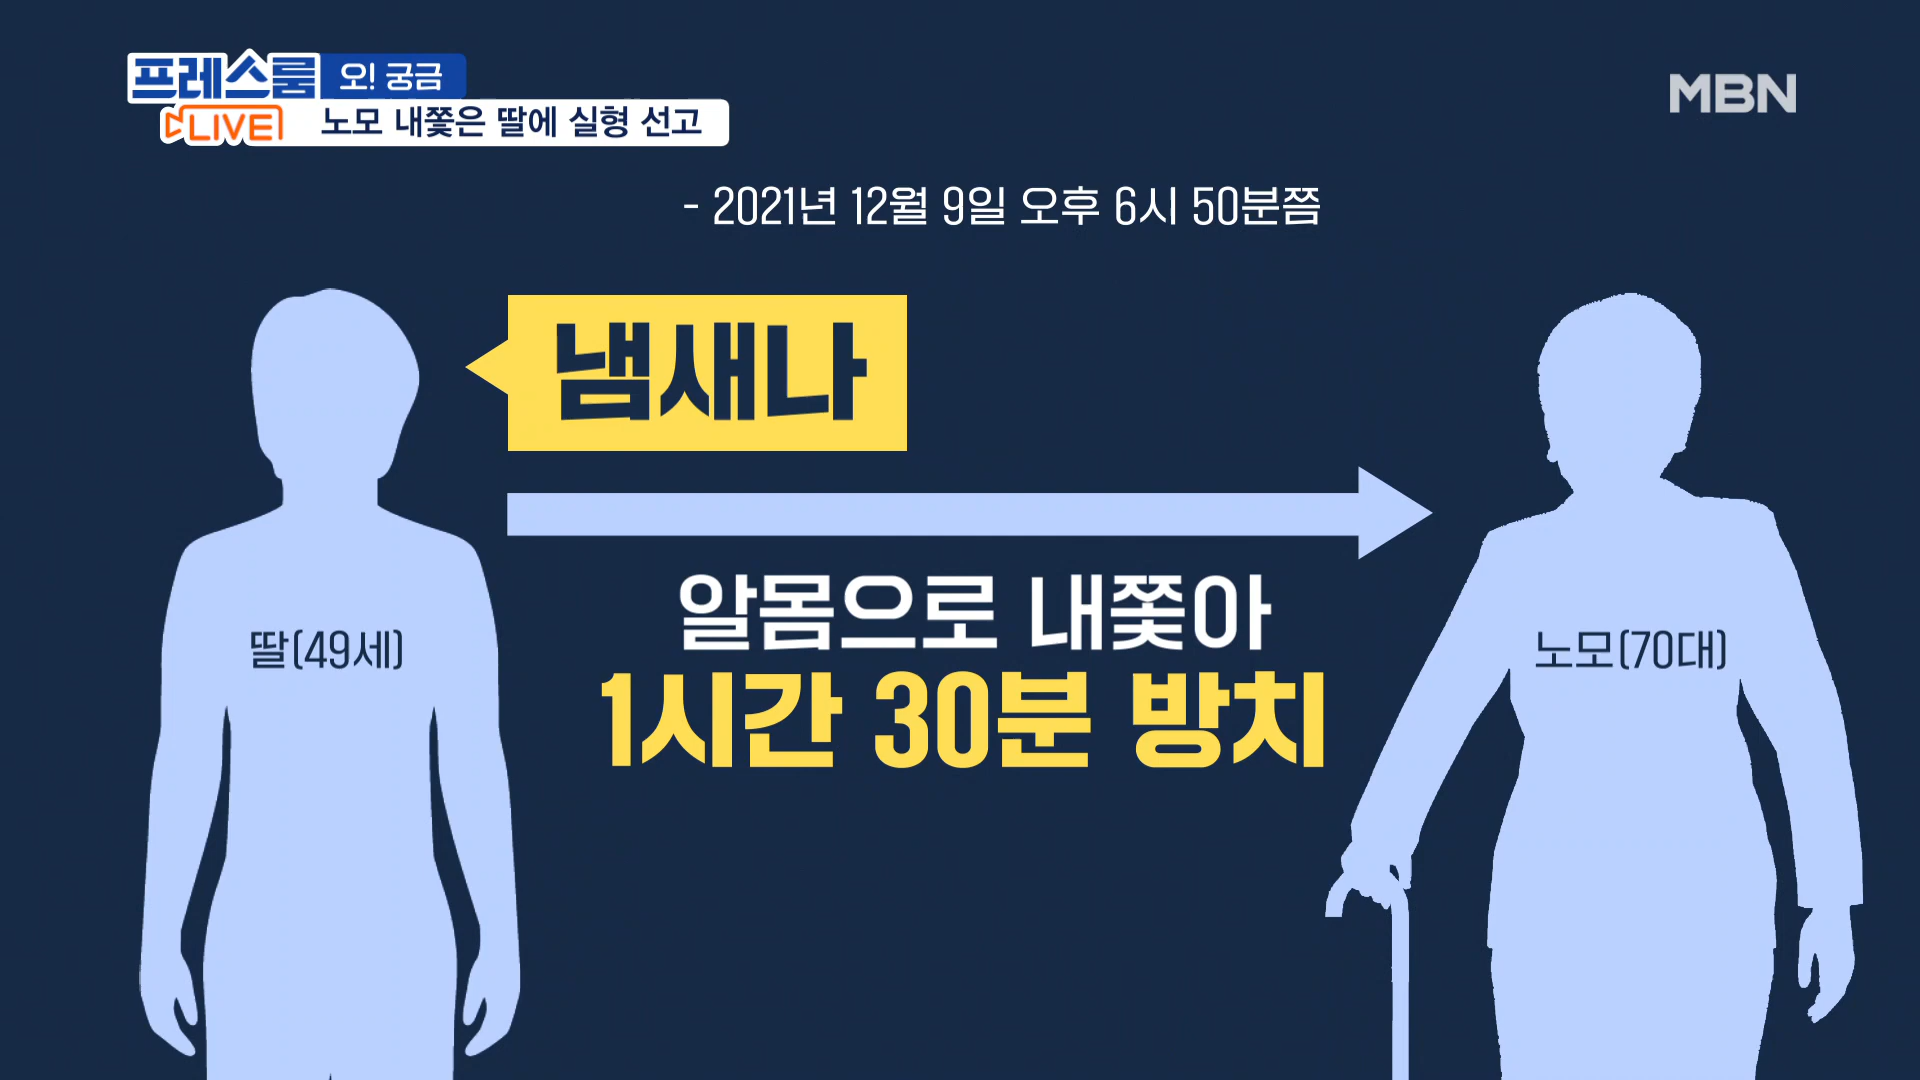 프레스룸 오! 궁금
LIVE 노모 내쫓은 딸에 실형 선고
MBN
- 2021년 12월 9일 오후 6시 50분쯤
냄새나
알몸으로 내쫓아
1시간 30분 방치
딸(49세)
노모(70대)